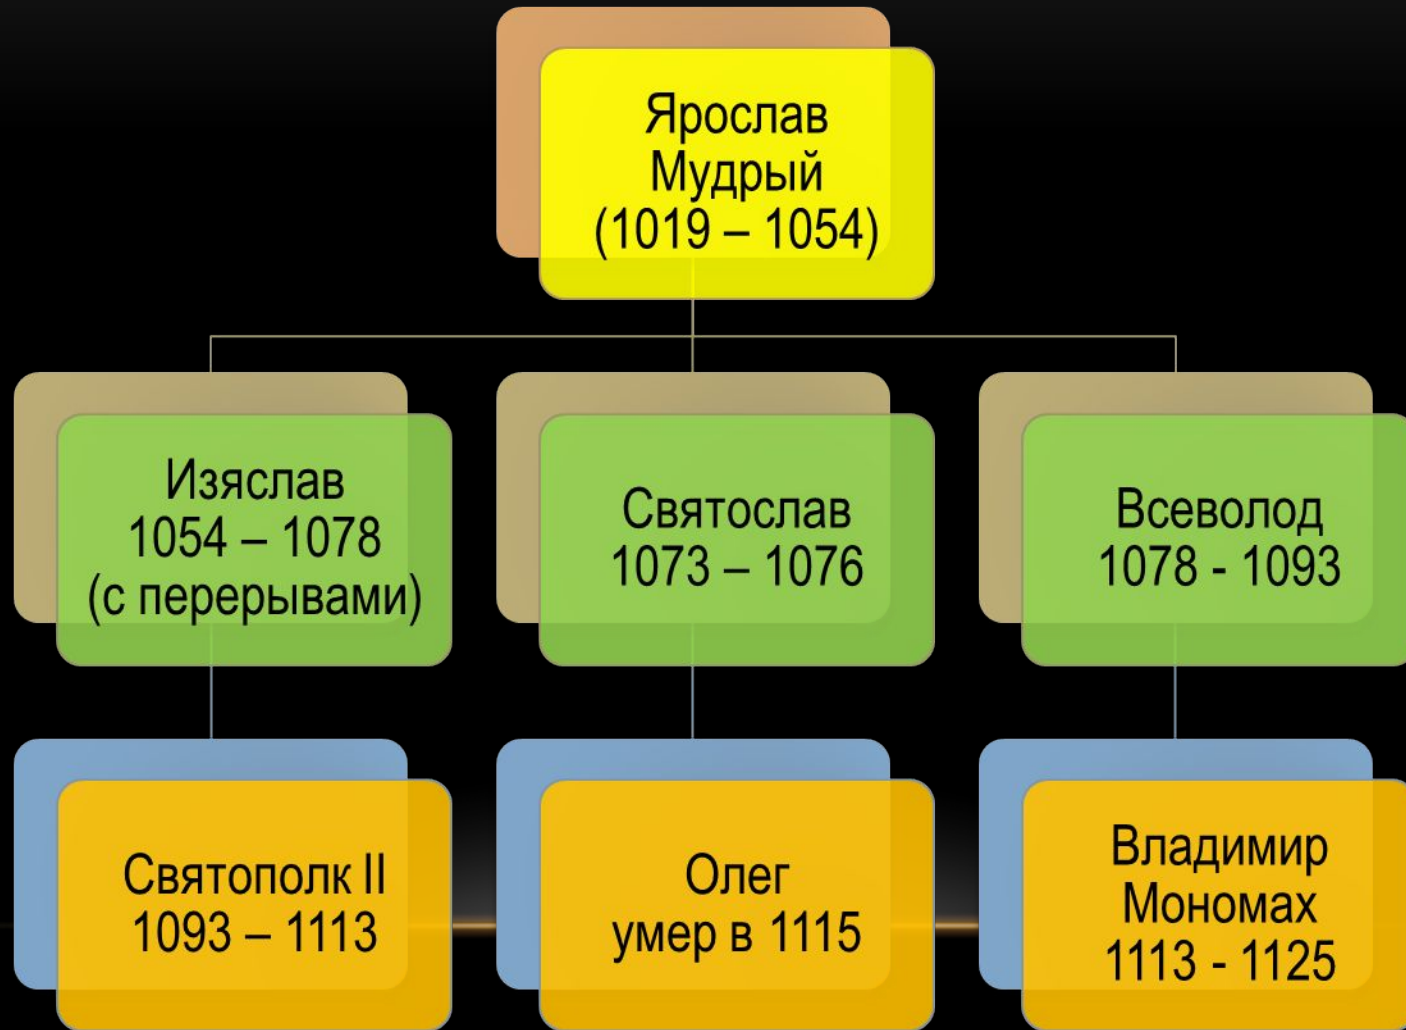 Ярослав
Мудрый
(1019 – 1054)
Изяслав
1054 – 1078
(с перерывами)
Святослав
1073 – 1076
Всеволод
1078 - 1093
Святополк II
1093 – 1113
Олег
умер в 1115
Владимир
Мономах
1113 - 1125